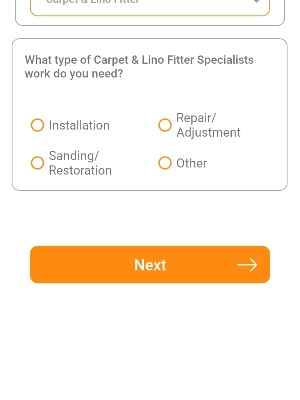 Carpet & Lino Fitter
What type of Carpet & Lino Fitter Specialists
work do you need?
Installation
Repair/
Adjustment
Sanding/
Restoration
Other
Next